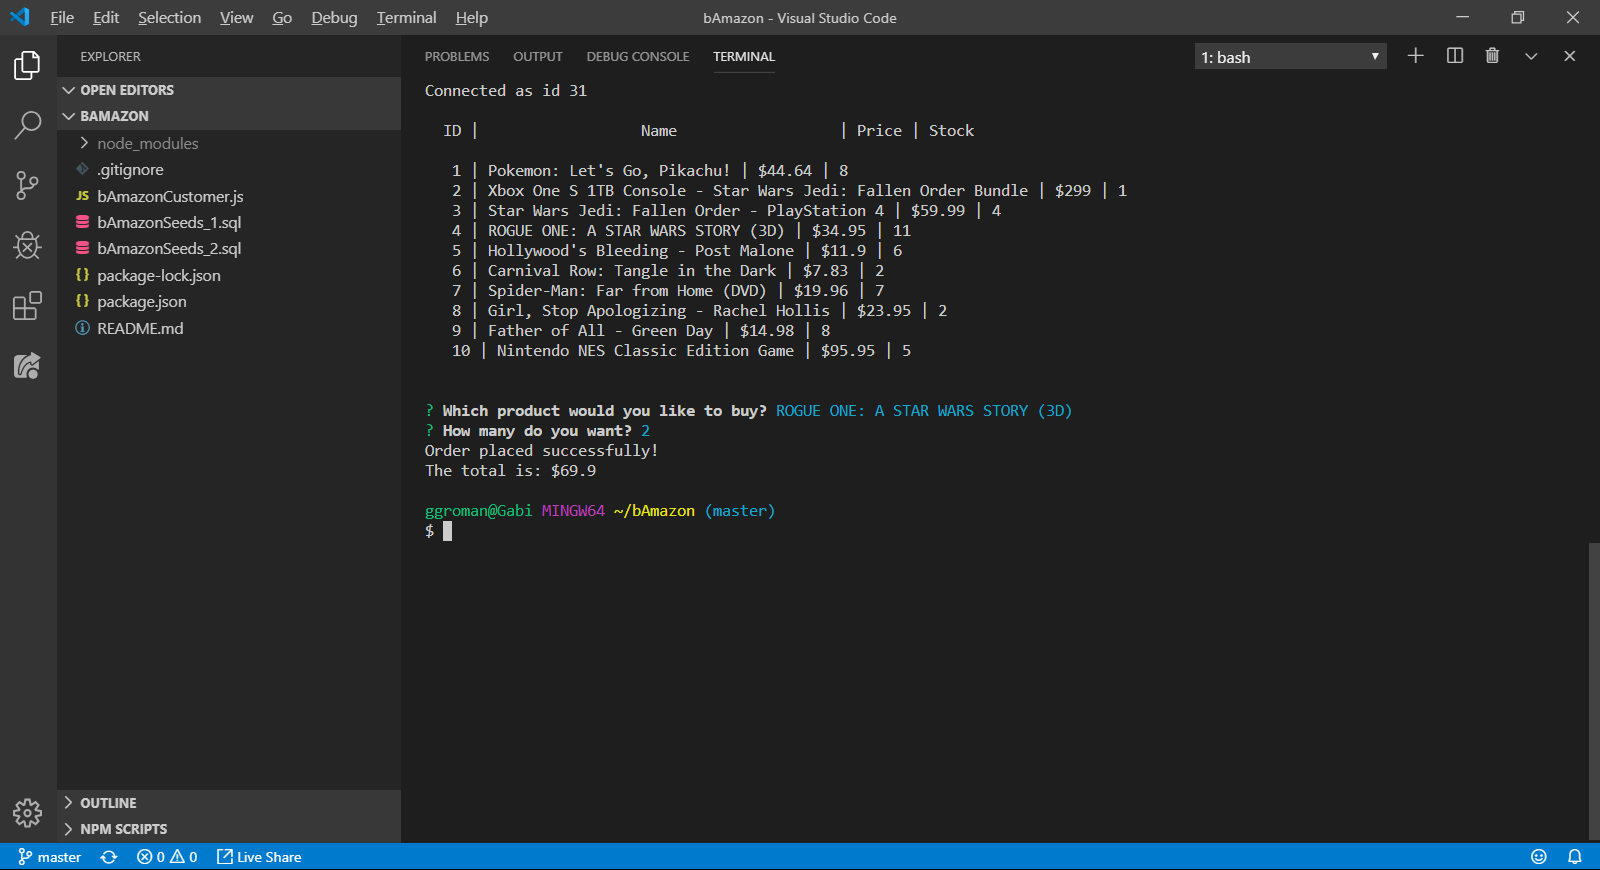 File Edit Selection View Go Debug Terminal Help
bAmazon - Visual Studio Code
EXPLORER
OPEN EDITORS
BAMAZON
node_modules
.gitignore
JS bAmazonCustomer.js
bAmazonSeeds_1.sql
bAmazonSeeds_2.sql
{} package-lock.json
{} package.json
README.md
OUTLINE
NPM SCRIPTS
PROBLEMS OUTPUT DEBUG CONSOLE TERMINAL
1: bash
Connected as id 31
ID | Name | Price | Stock
1 | Pokemon: Let's Go, Pikachu! | $44.64 | 8
2 | Xbox One S 1TB Console - Star Wars Jedi: Fallen Order Bundle | $299 | 1
3 | Star Wars Jedi: Fallen Order - PlayStation 4 | $59.99 | 4
4 | ROGUE ONE: A STAR WARS STORY (3D) | $34.95 | 11
5 | Hollywood's Bleeding - Post Malone | $11.9 | 6
6 | Carnival Row: Tangle in the Dark | $7.83 | 2
7 | Spider-Man: Far from Home (DVD) | $19.96 | 7
8 | Girl, Stop Apologizing - Rachel Hollis | $23.95 | 2
9 | Father of All - Green Day | $14.98 | 8
10 | Nintendo NES Classic Edition Game | $95.95 | 5
? Which product would you like to buy? ROGUE ONE: A STAR WARS STORY (3D)
? How many do you want? 2
Order placed successfully!
The total is: $69.9
ggroman@Gabi MINGW64 ~/bAmazon (master)
$
master 0 0 Live Share